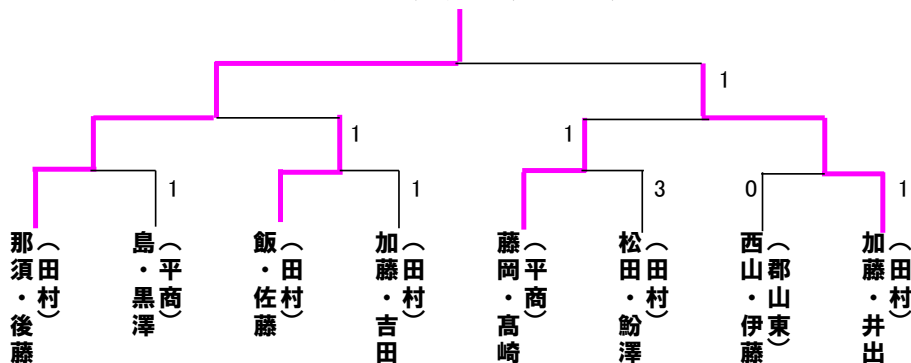 1
1
1
1
1
3
0
1
那須・後藤
（田村）
島・黒澤
（平商）
飯・佐藤
（田村）
加藤・吉田
（田村）
藤岡・髙崎
（平商）
松田・鈖澤
（田村）
西山・伊藤
（郡山東）
加藤・井出
（田村）